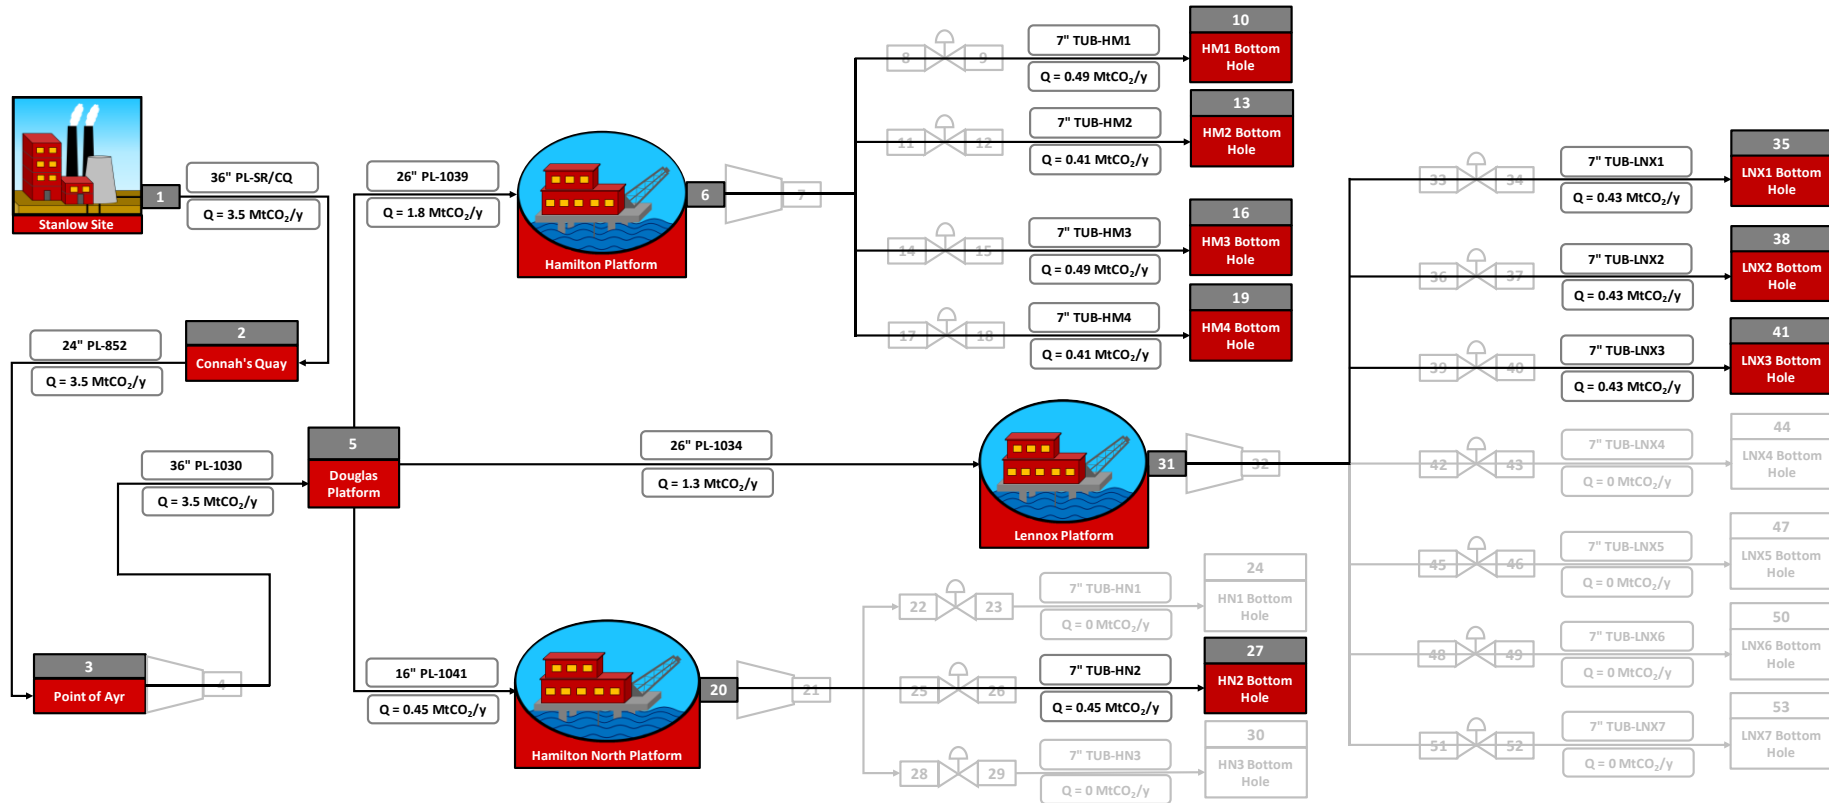 1
Stanlow Site
36" PL-SR/CQ
Q = 3.5 MtCO₂/y
2
Connah's Quay
24" PL-852
Q = 3.5 MtCO₂/y
3
Point of Ayr
4
36" PL-1030
Q = 3.5 MtCO₂/y
5
Douglas
Platform
26" PL-1039
Q = 1.8 MtCO₂/y
6
Hamilton Platform
7
8
9
7" TUB-HM1
Q = 0.49 MtCO₂/y
10
HM1 Bottom
Hole
11
12
7" TUB-HM2
Q = 0.41 MtCO₂/y
13
HM2 Bottom
Hole
14
15
7" TUB-HM3
Q = 0.49 MtCO₂/y
16
HM3 Bottom
Hole
17
18
7" TUB-HM4
Q = 0.41 MtCO₂/y
19
HM4 Bottom
Hole
26" PL-1034
Q = 1.3 MtCO₂/y
31
Lennox Platform
32
33
34
7" TUB-LNX1
Q = 0.43 MtCO₂/y
35
LNX1 Bottom
Hole
36
37
7" TUB-LNX2
Q = 0.43 MtCO₂/y
38
LNX2 Bottom
Hole
39
40
7" TUB-LNX3
Q = 0.43 MtCO₂/y
41
LNX3 Bottom
Hole
42
43
7" TUB-LNX4
Q = 0 MtCO₂/y
44
LNX4 Bottom
Hole
45
46
7" TUB-LNX5
Q = 0 MtCO₂/y
47
LNX5 Bottom
Hole
48
49
7" TUB-LNX6
Q = 0 MtCO₂/y
50
LNX6 Bottom
Hole
51
52
7" TUB-LNX7
Q = 0 MtCO₂/y
53
LNX7 Bottom
Hole
16" PL-1041
Q = 0.45 MtCO₂/y
20
Hamilton North Platform
21
22
23
7" TUB-HN1
Q = 0 MtCO₂/y
24
HN1 Bottom
Hole
25
26
7" TUB-HN2
Q = 0.45 MtCO₂/y
27
HN2 Bottom
Hole
28
29
7" TUB-HN3
Q = 0 MtCO₂/y
30
HN3 Bottom
Hole